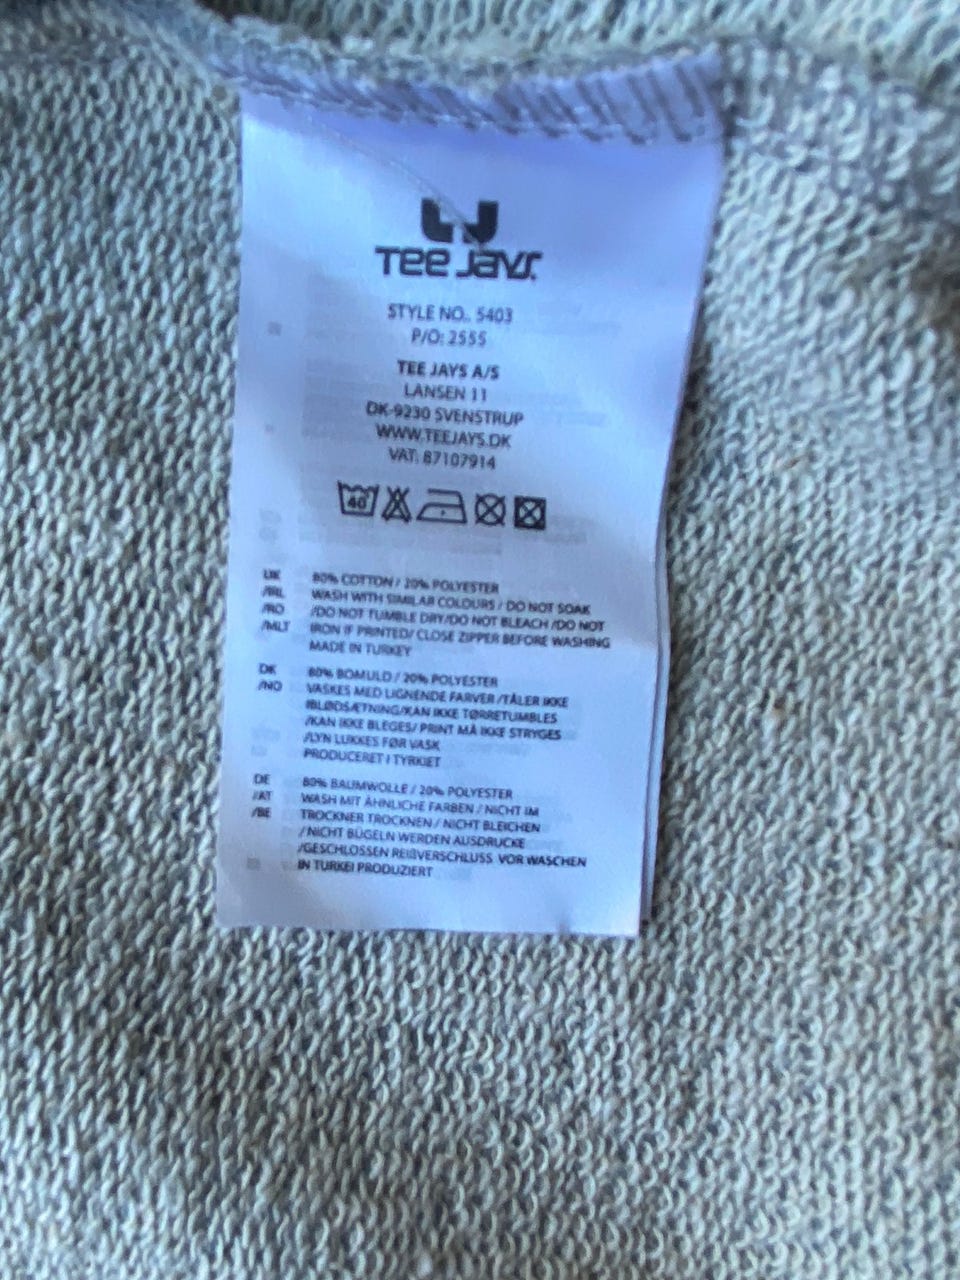 Tee Jays.
STYLE NO.. 5403
P/O: 2555
TEE JAYS A/S
LANSEN 11
DK-9230 SVENSTRUP
WWW.TEEJAYS.DK
VAT: 87107914
40
UK 80% COTTON / 20% POLYESTER
/IRL WASH WITH SIMILAR COLOURS / DO NOT SOAK
/RO /DO NOT TUMBLE DRY/DO NOT BLEACH /DO NOT
/MLT IRON IF PRINTED/ CLOSE ZIPPER BEFORE WASHING
MADE IN TURKEY
DK 80% BOMULD / 20% POLYESTER
/NO VASKES MED LIGNENDE FARVER /TÅLER IKKE
IBLØDSÆTNING/KAN IKKE TØRRETUMBLES
/KAN IKKE BLEGES/ PRINT MÅ IKKE STRYGES
/LYN LUKKES FØR VASK
PRODUCERET I TYRKIET
DE 80% BAUMWOLLE / 20% POLYESTER
/AT WASH MIT ÄHNLICHE FARBEN / NICHT IM
/BE TROCKNER TROCKNEN / NICHT BLEICHEN
/ NICHT BÜGELN WERDEN AUSDRUCKE
/GESCHLOSSEN REIßVERSCHLUSS VOR WASCHEN
IN TURKEI PRODUZIERT